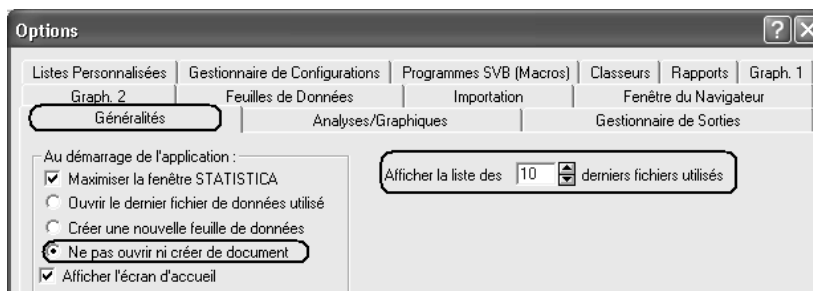 Options
Listes Personnalisées Gestionnaire de Configurations Programmes SVB (Macros) Classeurs Rapports Graph. 1
Graph. 2 Feuilles de Données Importation Fenêtre du Navigateur
Généralités Analyses/Graphiques Gestionnaire de Sorties
Au démarrage de l'application :
Maximiser la fenêtre STATISTICA
Ouvrir le dernier fichier de données utilisé
Créer une nouvelle feuille de données
Ne pas ouvrir ni créer de document
Afficher l'écran d'accueil
Afficher la liste des 10 derniers fichiers utilisés